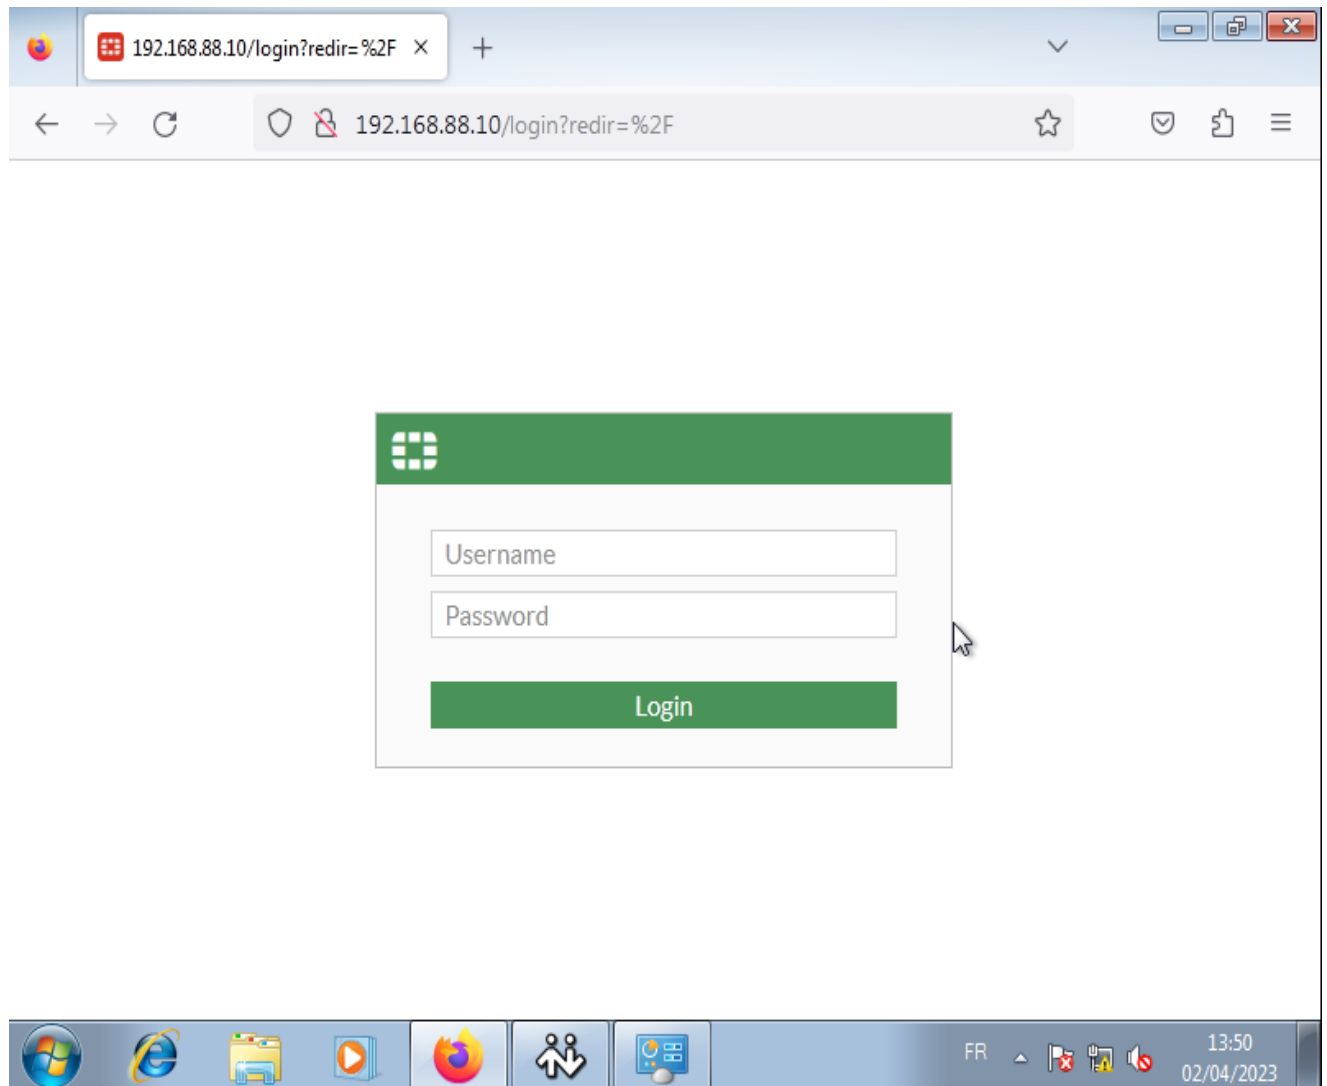 192.168.88.10/login?redir=%2F
192.168.88.10/login?redir=%2F
Username
Password
Login
FR
13:50
02/04/2023